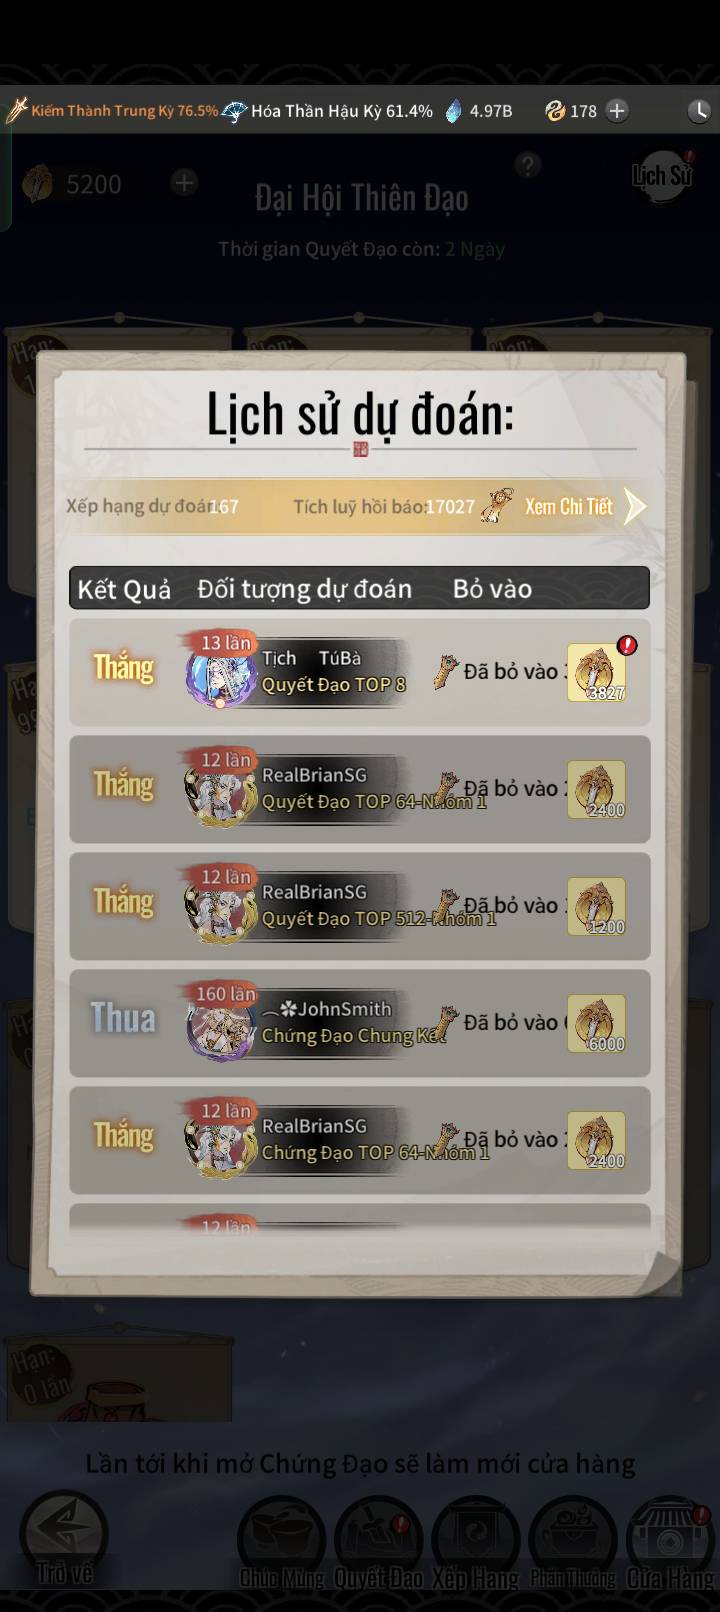 Kiếm Thành Trung Kỳ 76.5% Hóa Thần Hậu Kỳ 61.4% 4.97B 178
5200
Đại Hội Thiên Đạo
Lịch Sử
Thời gian Quyết Đạo còn: 2 Ngày
Hạn:
Lịch sử dự đoán:
Xếp hạng dự đoán 167 Tích luỹ hồi báo: 17027 Xem Chi Tiết
Kết Quả Đối tượng dự đoán Bỏ vào
13 lần
Thắng Tịch TúBà Đã bỏ vào
Quyết Đạo TOP 8 3827
12 lần
Thắng RealBrianSG Đã bỏ vào
Quyết Đạo TOP 64-Nhóm 1 2400
12 lần
Thắng RealBrianSG Đã bỏ vào
Quyết Đạo TOP 512-Nhóm 1 1200
160 lần
Thua JohnSmith Đã bỏ vào
Chứng Đạo Chung Kết 6000
12 lần
Thắng RealBrianSG Đã bỏ vào
Chứng Đạo TOP 64-Nhóm 1 2400
12 lần
Hạn:
0 lần
Lần tới khi mở Chứng Đạo sẽ làm mới cửa hàng
Trở về Chúc Mừng Quyết Đạo Xếp Hạng Phần Thưởng Cửa Hàng